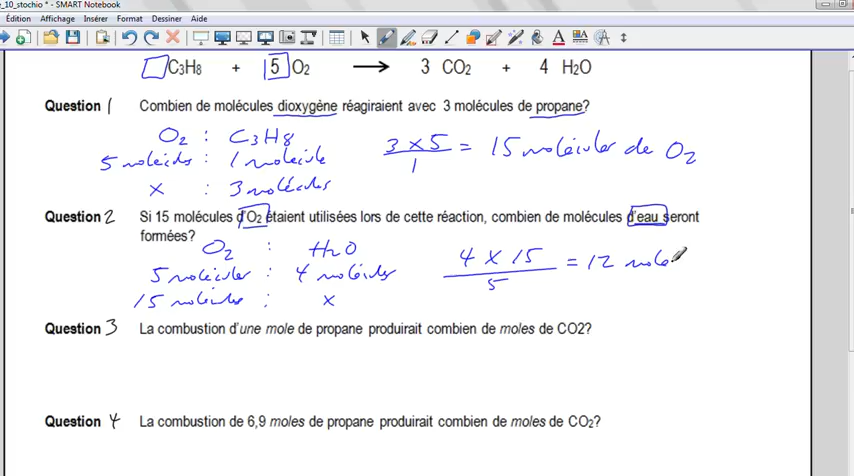 e_10_stochio * - SMART Notebook
Édition Affichage Insérer Format Dessiner Aide
C3H8 + 5 O2 → 3 CO2 + 4 H2O
Question 1 Combien de molécules dioxygène réagiraient avec 3 molécules de propane?
O2 : C3H8
5 molécules : 1 molécule
x : 3 molécules
3 x 5 / 1 = 15 molécules de O2
Question 2 Si 15 molécules d'O2 étaient utilisées lors de cette réaction, combien de molécules d'eau seront
formées?
O2 : H2O
5 molécules : 4 molécules
15 molécules : x
4 x 15 / 5 = 12 molé
Question 3 La combustion d'une mole de propane produirait combien de moles de CO2?
Question 4 La combustion de 6,9 moles de propane produirait combien de moles de CO2?